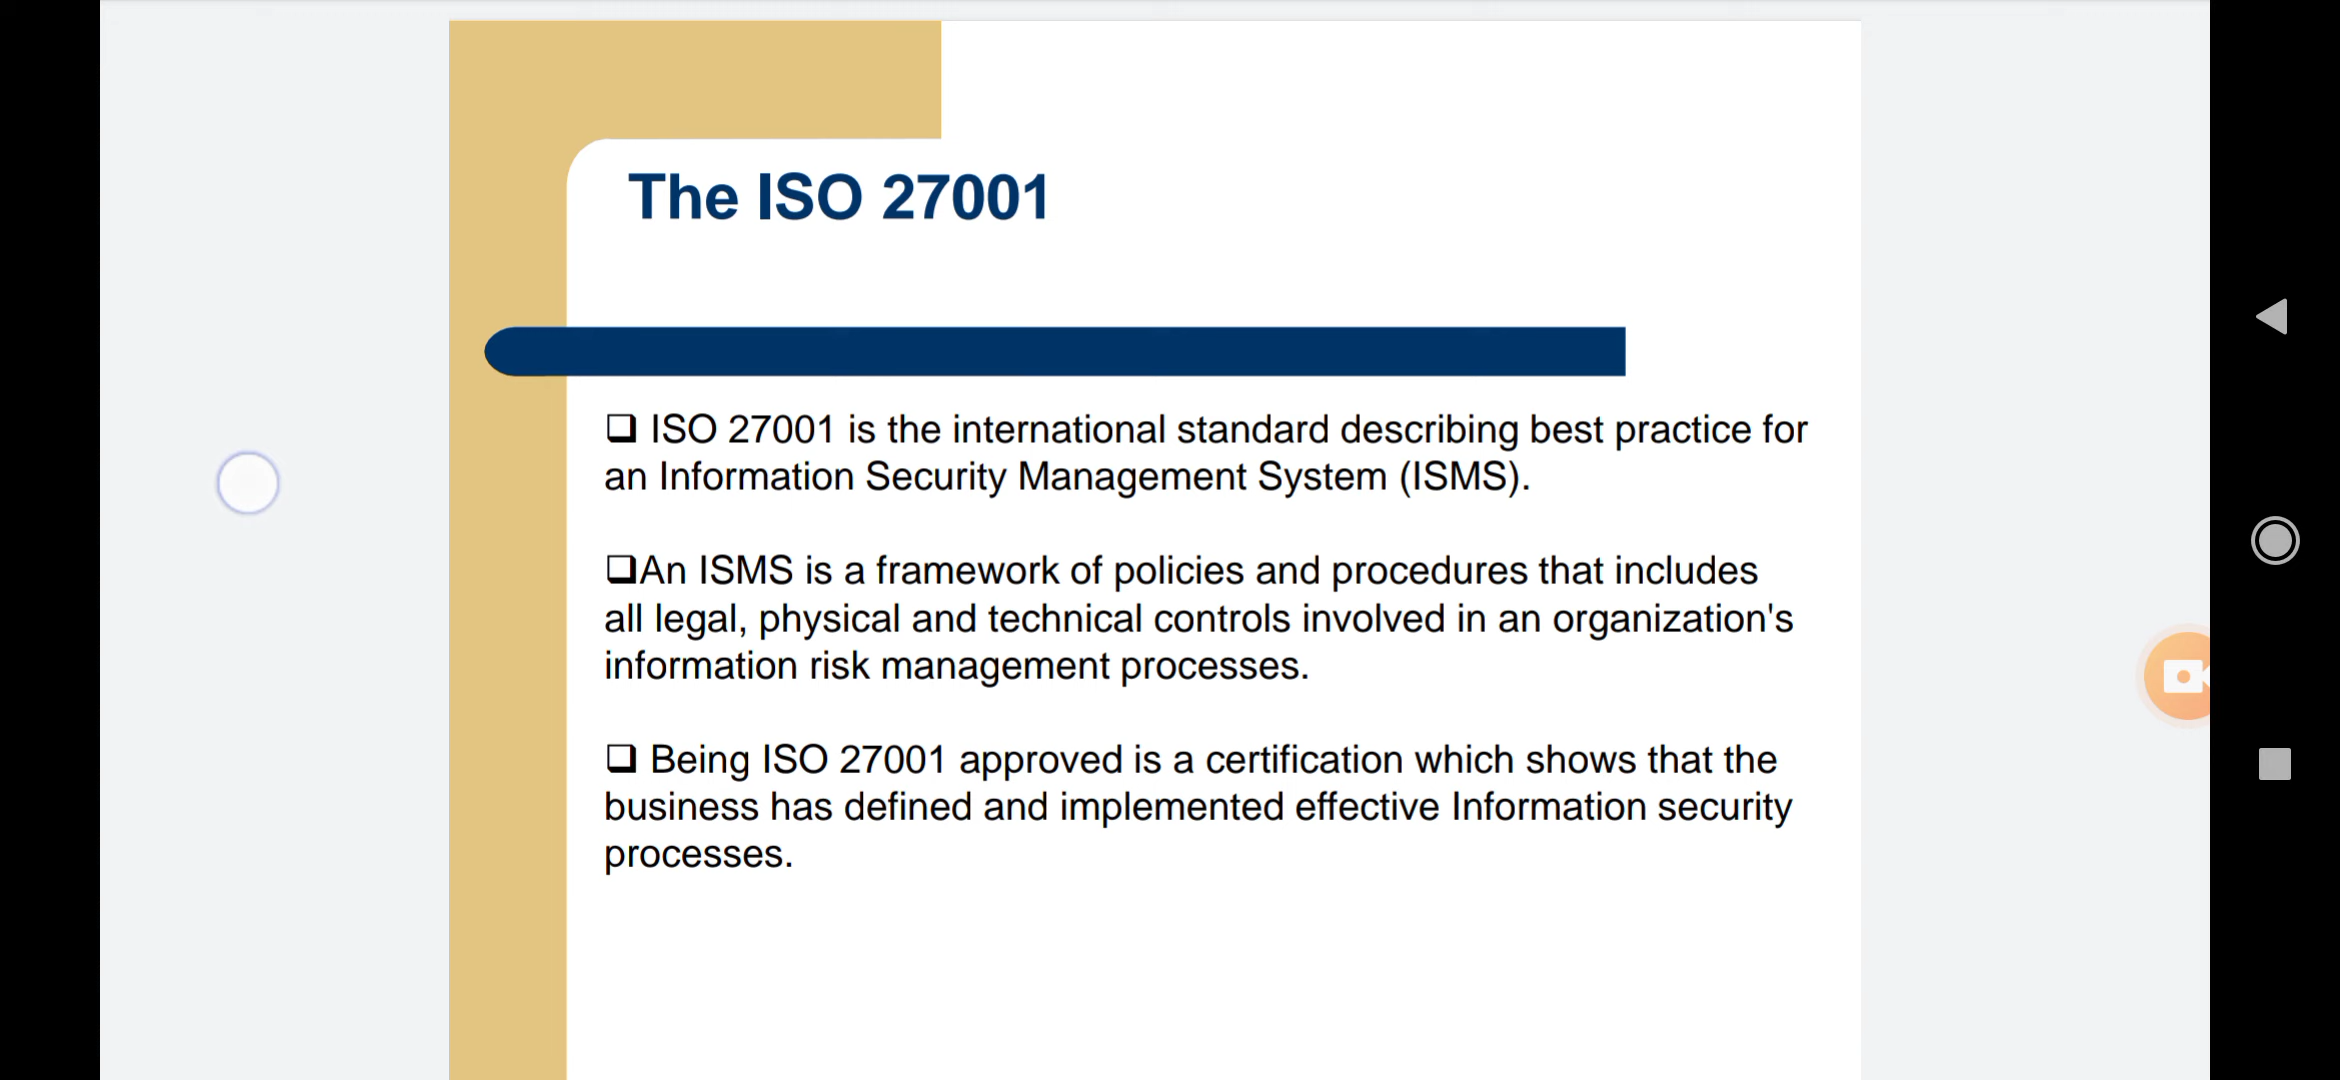 The ISO 27001
❑ ISO 27001 is the international standard describing best practice for
an Information Security Management System (ISMS).
❑An ISMS is a framework of policies and procedures that includes
all legal, physical and technical controls involved in an organization's
information risk management processes.
❑ Being ISO 27001 approved is a certification which shows that the
business has defined and implemented effective Information security
processes.